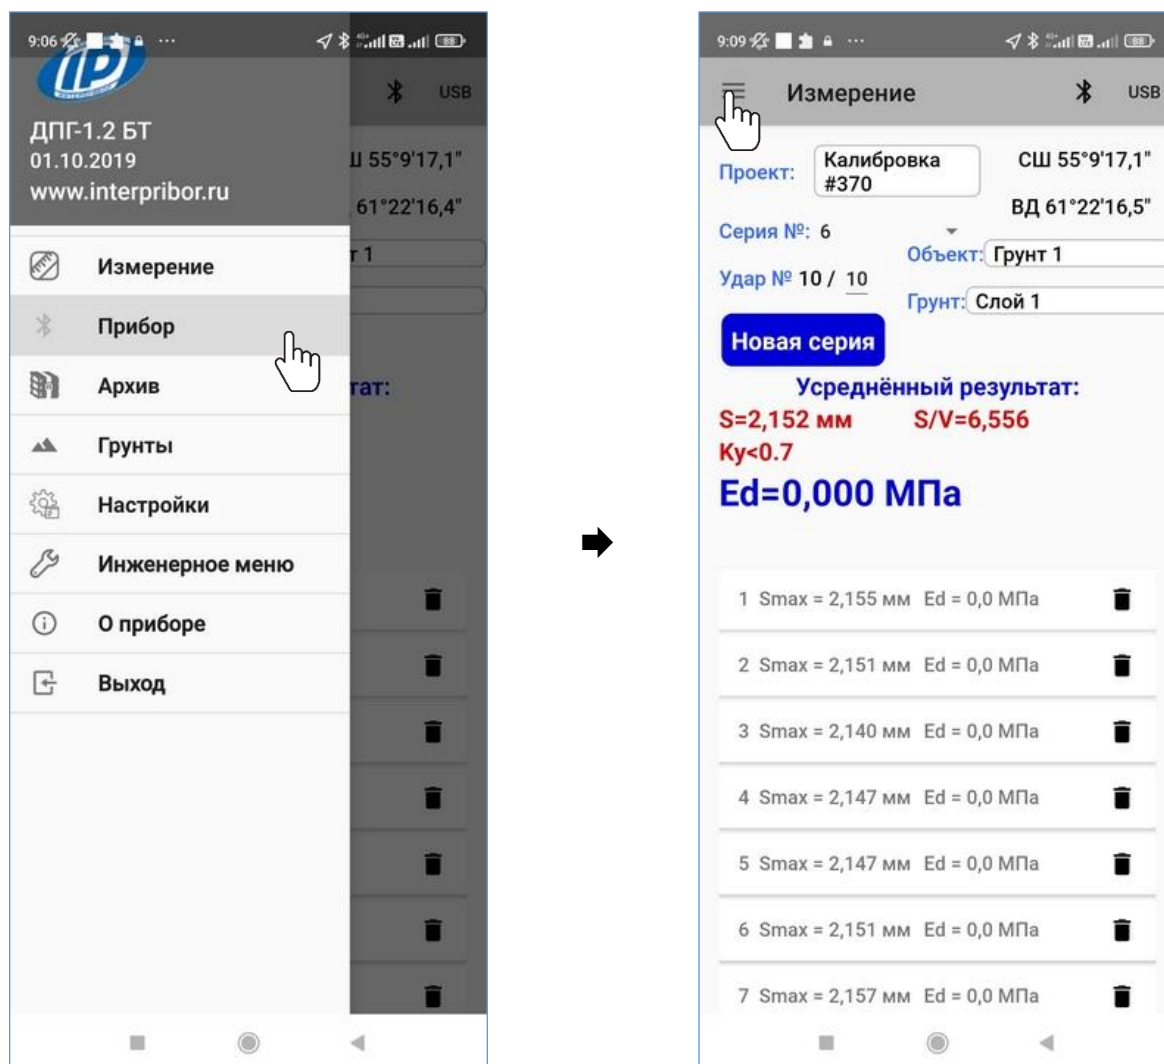 9:06
88
ИНТЕРПРИБОР
USB
ДПГ-1.2 БТ
01.10.2019
www.interpribor.ru
Ш 55°9'17,1"
61°22'16,4"
т 1
Измерение
Прибор
Архив
тат:
Грунты
Настройки
Инженерное меню
О приборе
Выход
9:09
88
Измерение
USB
Проект: Калибровка #370
СШ 55°9'17,1"
ВД 61°22'16,5"
Серия №: 6
Объект: Грунт 1
Удар № 10 / 10
Грунт: Слой 1
Новая серия
Усреднённый результат:
S=2,152 мм S/V=6,556
Ку<0.7
Ed=0,000 МПа
1 Smax = 2,155 мм Ed = 0,0 МПа
2 Smax = 2,151 мм Ed = 0,0 МПа
3 Smax = 2,140 мм Ed = 0,0 МПа
4 Smax = 2,147 мм Ed = 0,0 МПа
5 Smax = 2,147 мм Ed = 0,0 МПа
6 Smax = 2,151 мм Ed = 0,0 МПа
7 Smax = 2,157 мм Ed = 0,0 МПа